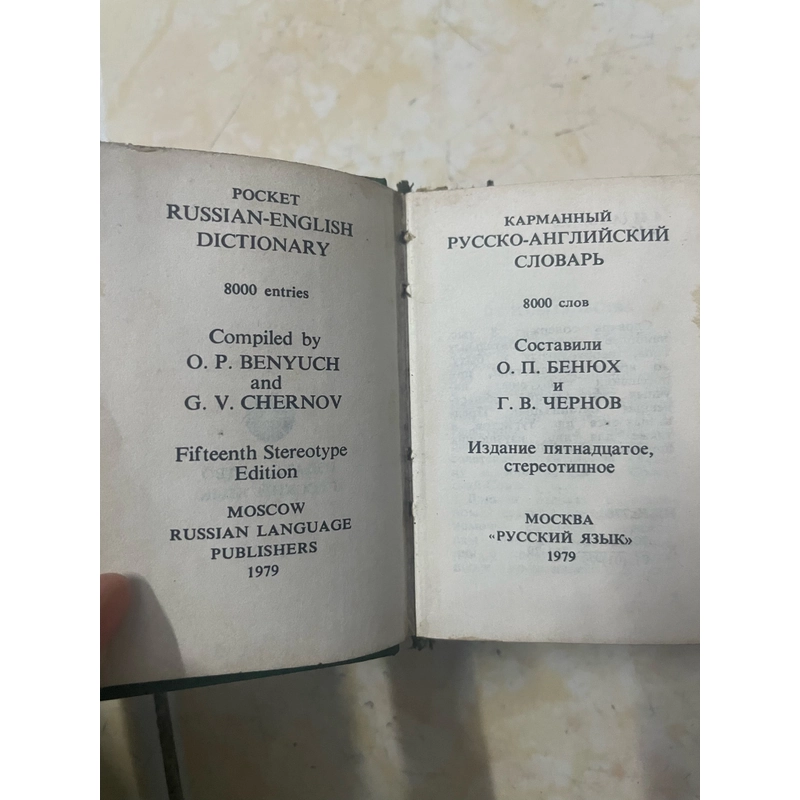 POCKET
RUSSIAN-ENGLISH
DICTIONARY
8000 entries
Compiled by
O. P. BENYUCH
and
G. V. CHERNOV
Fifteenth Stereotype
Edition
MOSCOW
RUSSIAN LANGUAGE
PUBLISHERS
1979
КАРМАННЫЙ
РУССКО-АНГЛИЙСКИЙ
СЛОВАРЬ
8000 слов
Составили
О. П. БЕНЮХ
и
Г. В. ЧЕРНОВ
Издание пятнадцатое,
стереотипное
МОСКВА
«РУССКИЙ ЯЗЫК»
1979